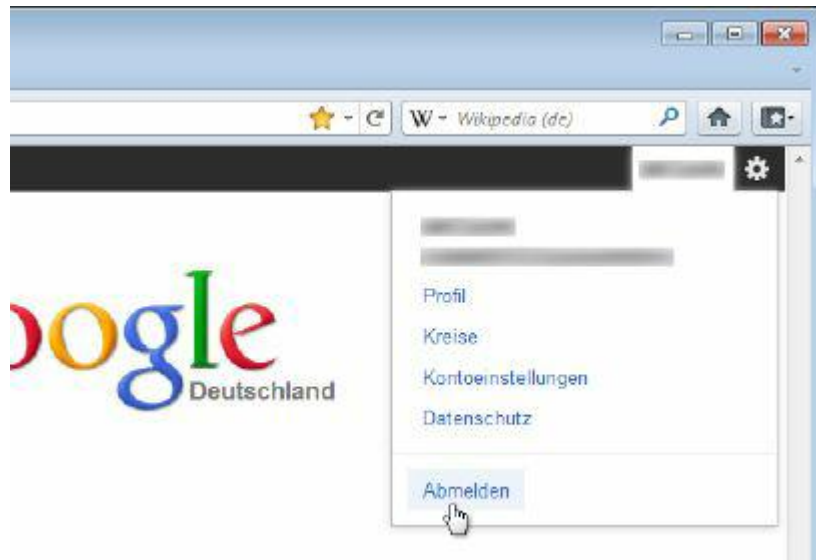 W Wikipedia (de)
oogle
Deutschland
Profil
Kreise
Kontoeinstellungen
Datenschutz
Abmelden